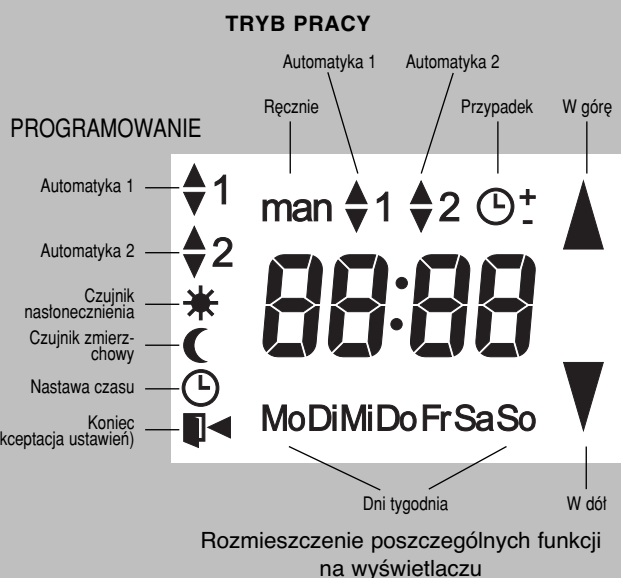 TRYB PRACY
Automatyka 1
Automatyka 2
Ręcznie
Przypadek
W górę
PROGRAMOWANIE
Automatyka 1
1
man
1
2
+
-
Automatyka 2
2
88:88
Czujnik
nasłonecznienia
Czujnik zmierz-
chowy
Nastawa czasu
Koniec
kceptacja ustawień)
MoDiMiDoFrSaSo
Dni tygodnia
W dół
Rozmieszczenie poszczególnych funkcji
na wyświetlaczu